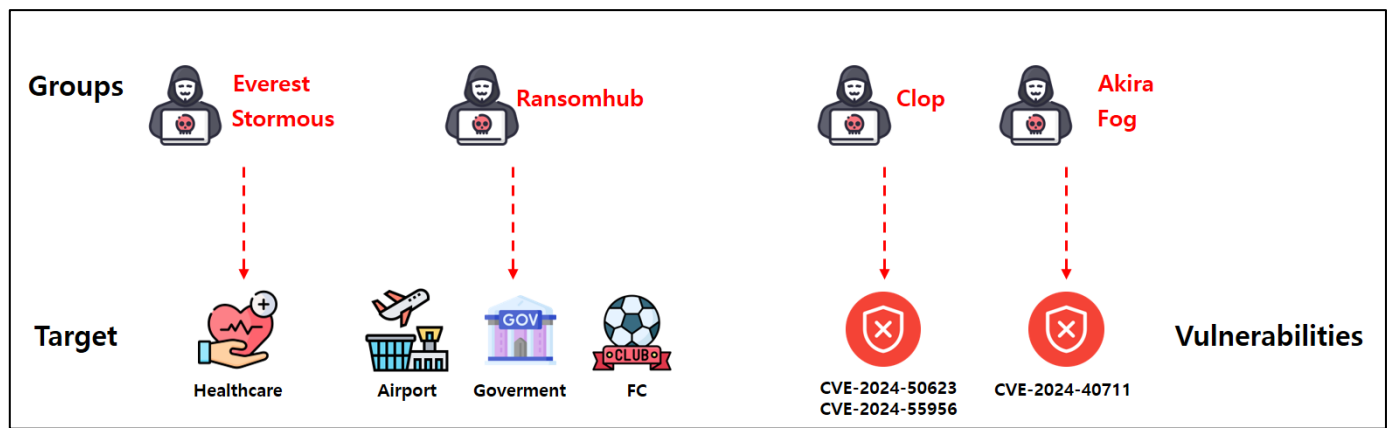 Groups
Everest
Stormous
Ransomhub
Clop
Akira
Fog
Target
GOV
CLUB
Healthcare
Airport
Goverment
FC
CVE-2024-50623
CVE-2024-55956
CVE-2024-40711
Vulnerabilities